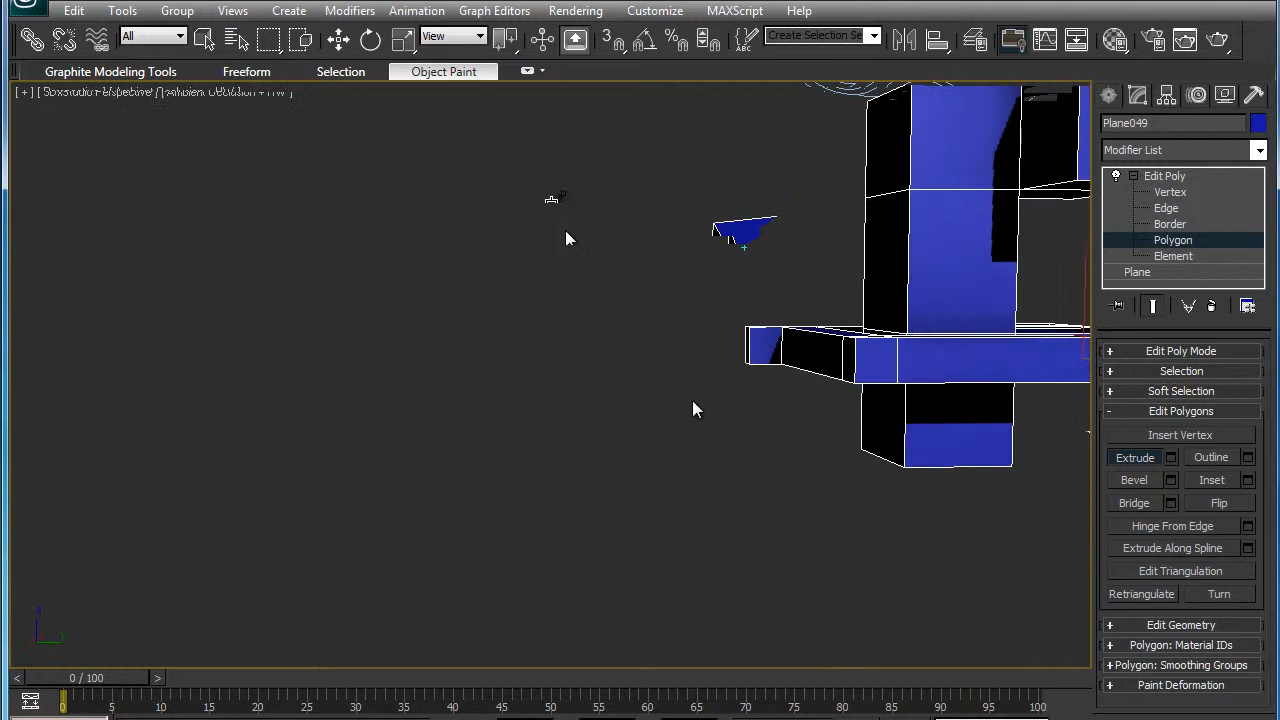 Edit Tools Group Views Create Modifiers Animation Graph Editors Rendering Customize MAXScript Help
All View Create Selection Se
Graphite Modeling Tools Freeform Selection Object Paint
Plane049
Modifier List
Edit Poly
Vertex
Edge
Border
Polygon
Element
Plane
+ Edit Poly Mode
+ Selection
+ Soft Selection
- Edit Polygons
Insert Vertex
Extrude Outline
Bevel Inset
Bridge Flip
Hinge From Edge
Extrude Along Spline
Edit Triangulation
Retriangulate Turn
+ Edit Geometry
+ Polygon: Material IDs
+ Polygon: Smoothing Groups
+ Paint Deformation
z
y
< 0 / 100 >
0 5 10 15 20 25 30 35 40 45 50 55 60 65 70 75 80 85 90 95 100